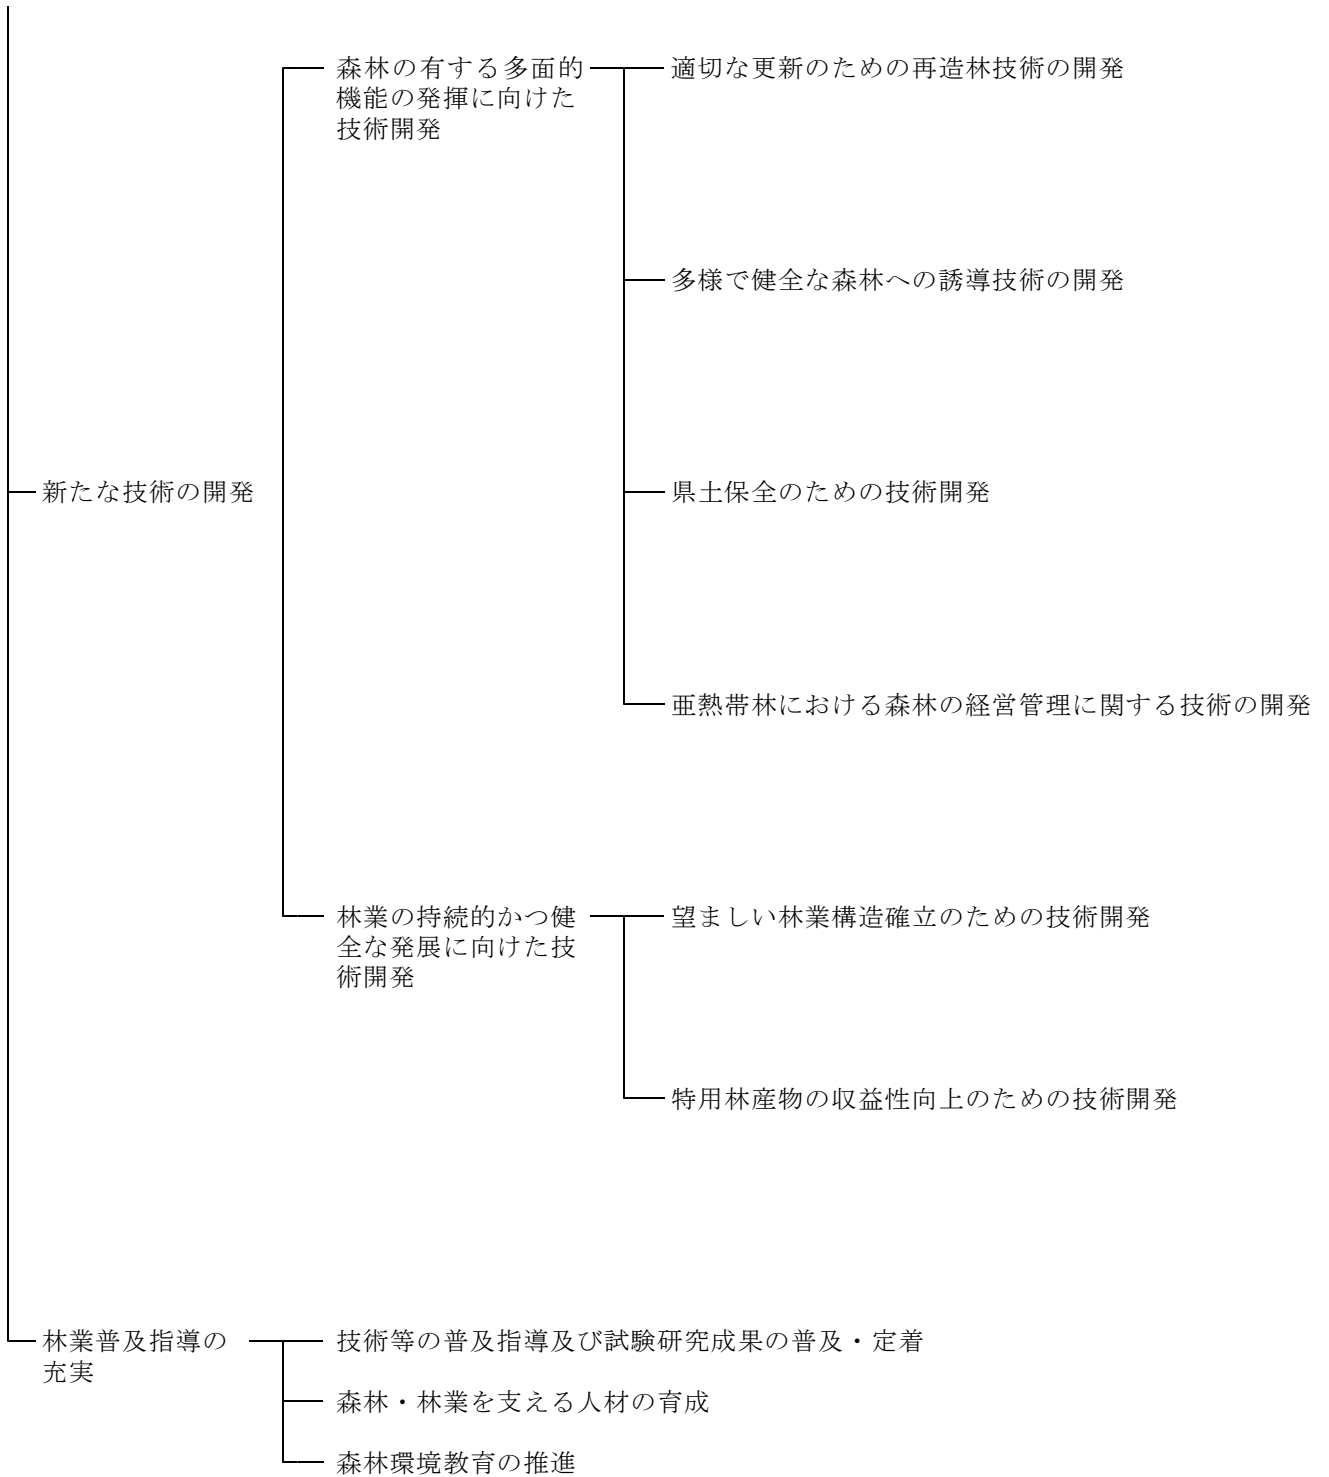 森林の有する多面的
機能の発揮に向けた
技術開発
適切な更新のための再造林技術の開発
多様で健全な森林への誘導技術の開発
新たな技術の開発
県土保全のための技術開発
亜熱帯林における森林の経営管理に関する技術の開発
林業の持続的かつ健
全な発展に向けた技
術開発
望ましい林業構造確立のための技術開発
特用林産物の収益性向上のための技術開発
林業普及指導の
充実
技術等の普及指導及び試験研究成果の普及・定着
森林・林業を支える人材の育成
森林環境教育の推進